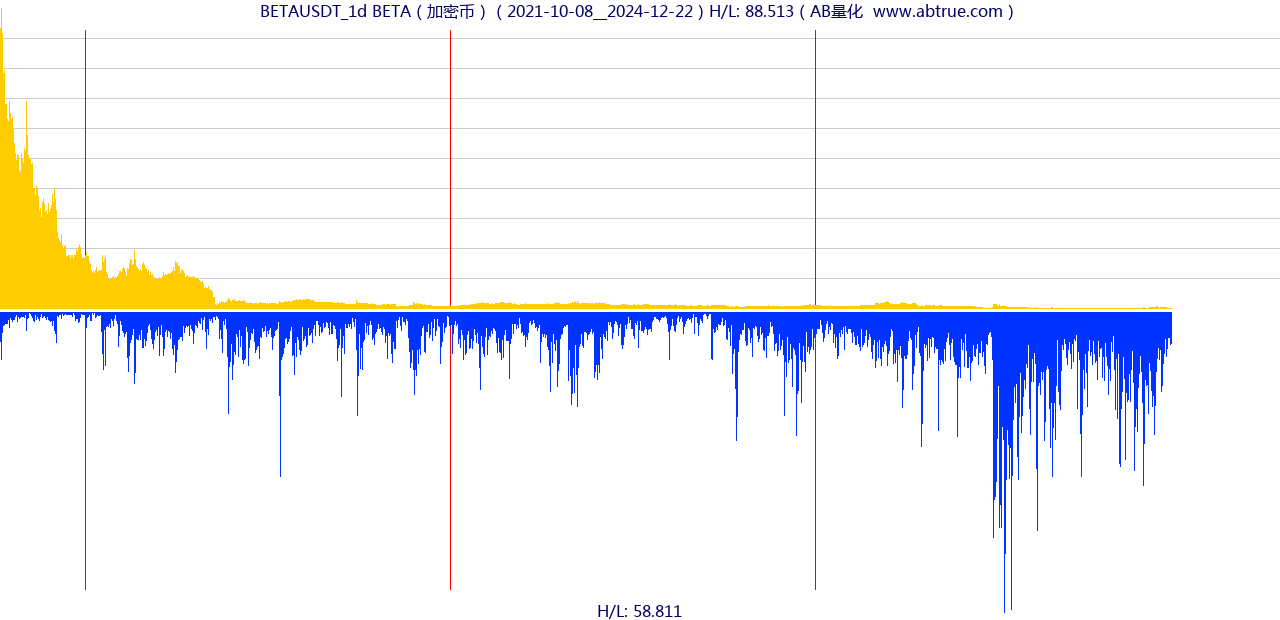 BETAUSDT_1d BETA ( 加密币 ) ( 2021-10-08__2024-12-22 ) H/L: 88.513 ( AB量化  www.abtrue.com )
H/L: 58.811